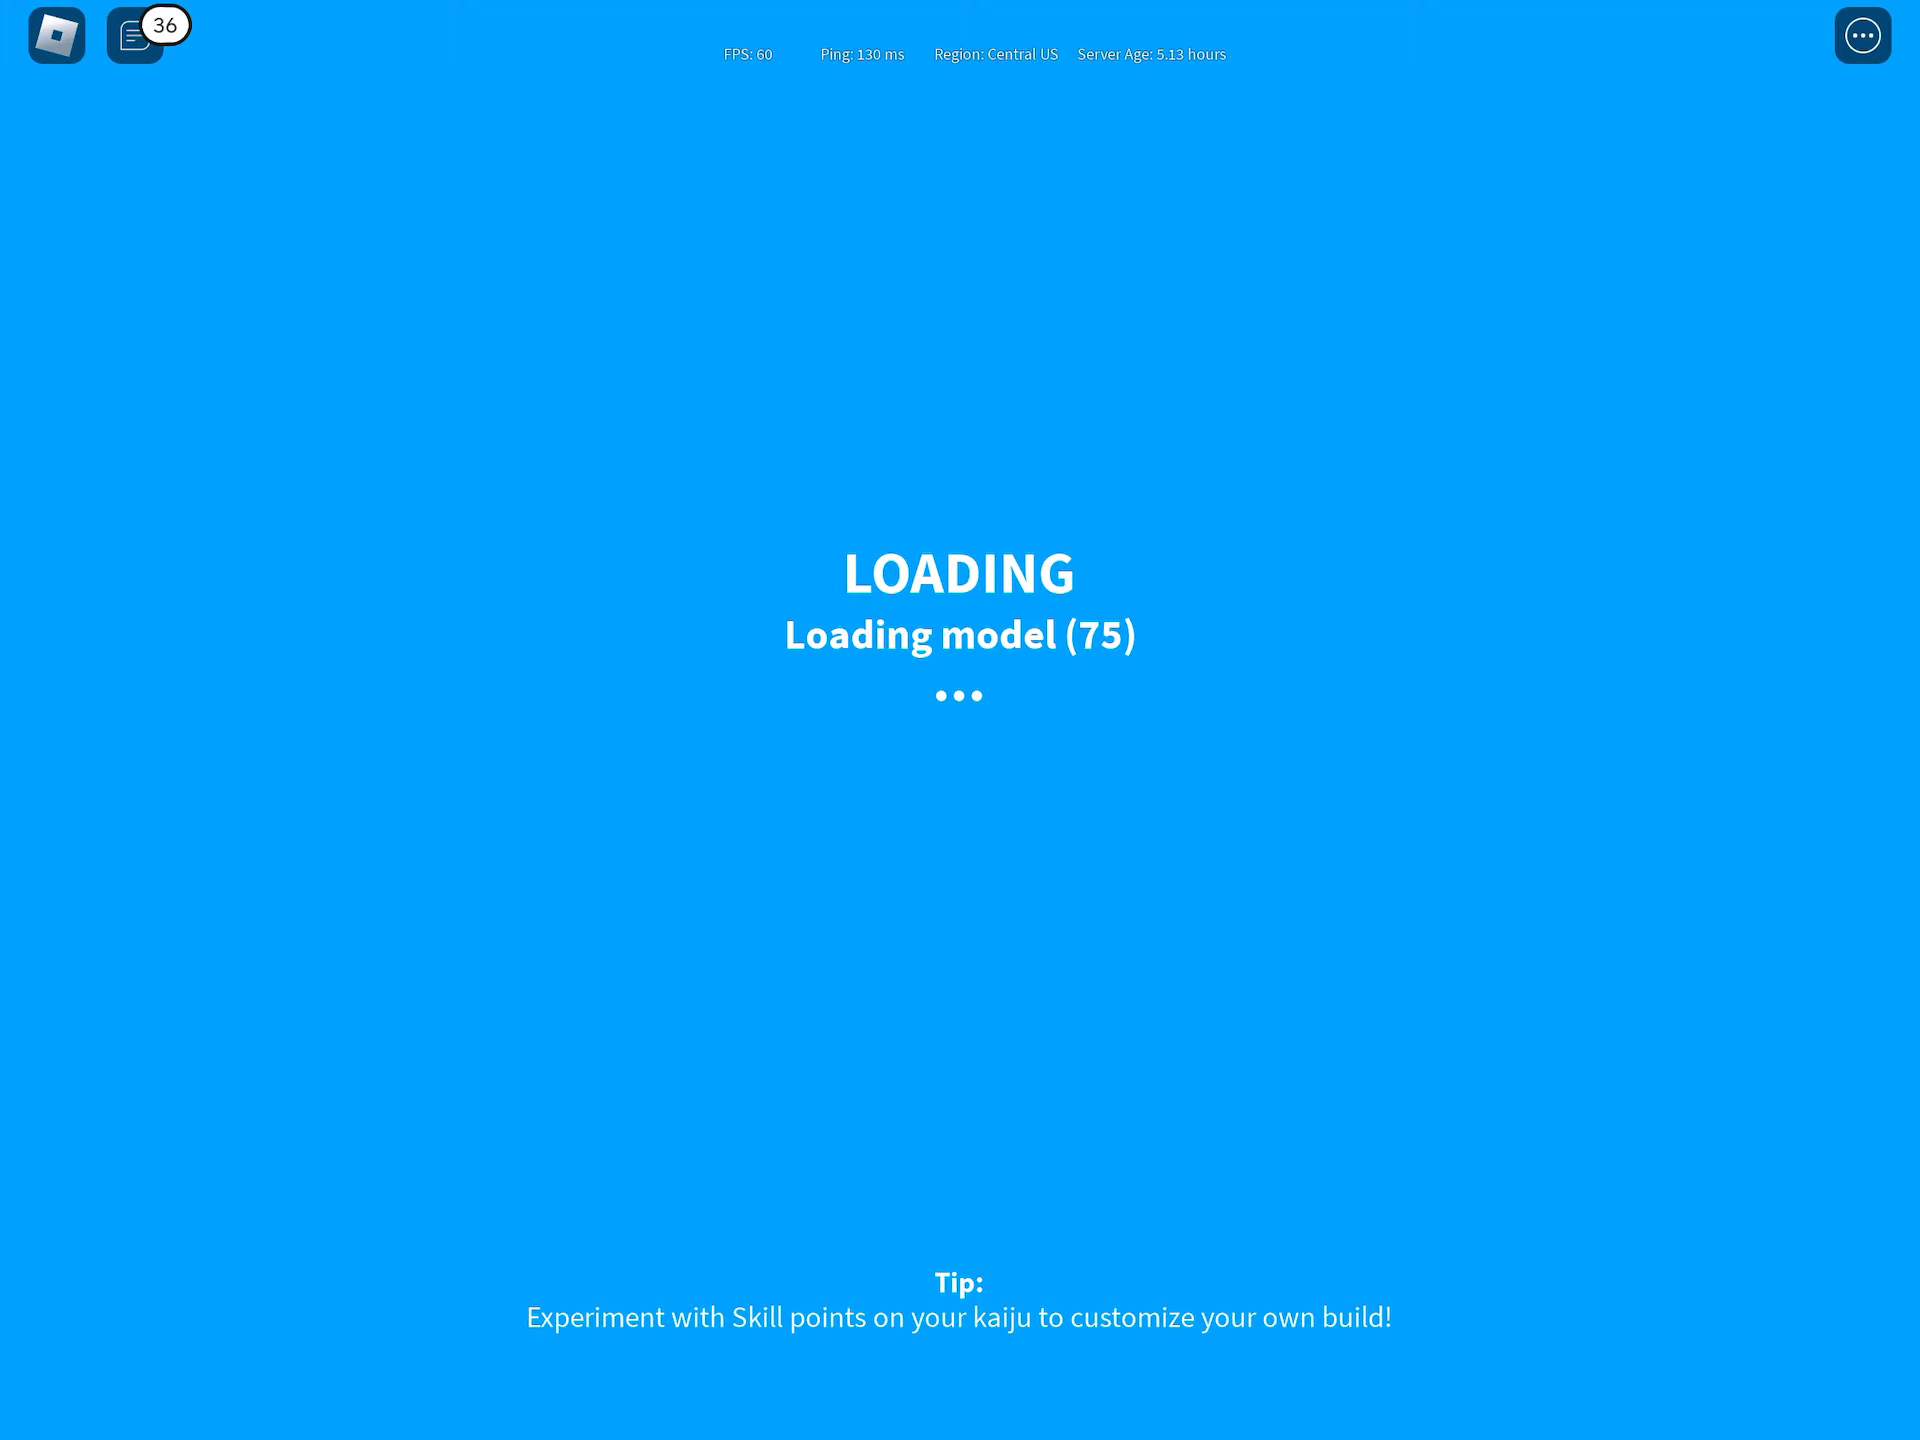 36
FPS: 60 Ping: 130 ms Region: Central US Server Age: 5.13 hours
LOADING
Loading model (75)
Tip:
Experiment with Skill points on your kaiju to customize your own build!